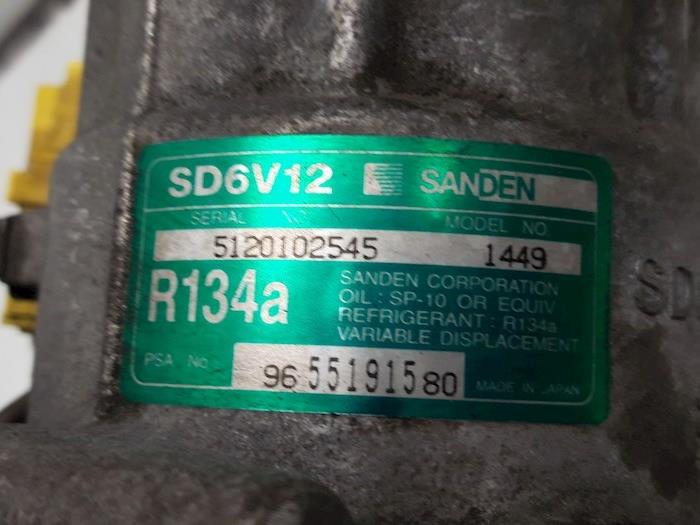 SD6V12 SANDEN
SERIAL NO. MODEL NO.
5120102545 1449
R134a
SANDEN CORPORATION
OIL : SP-10 OR EQUIV
REFRIGERANT : R134a
VARIABLE DISPLACEMENT
PSA No. 96 551915 80 MADE IN JAPAN
SD